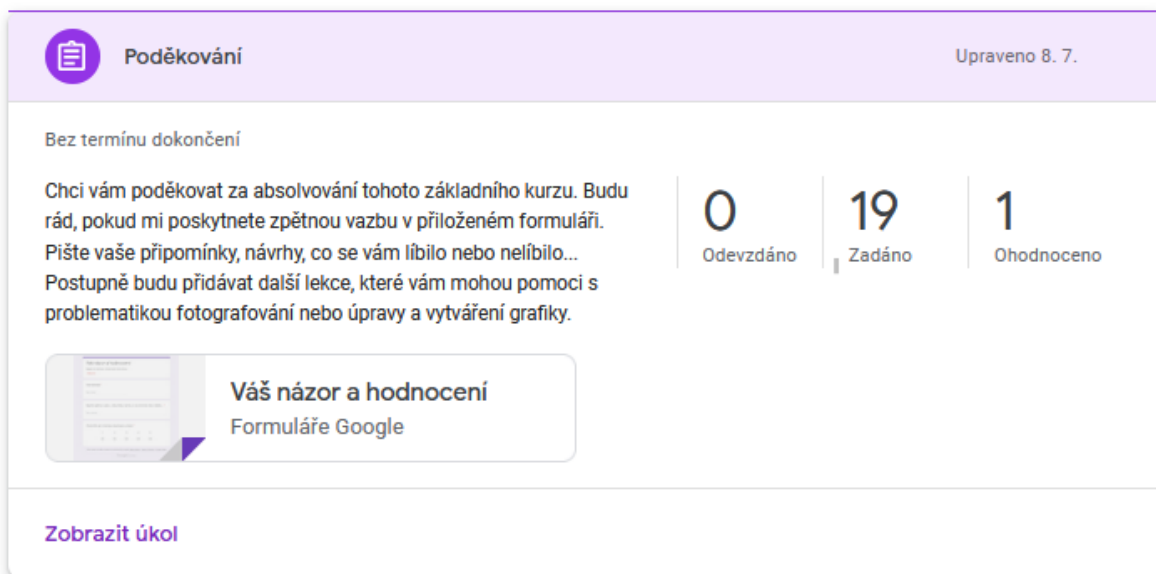 Poděkování
Upraveno 8. 7.
Bez termínu dokončení
Chci vám poděkovat za absolvování tohoto základního kurzu. Budu
rád, pokud mi poskytnete zpětnou vazbu v přiloženém formuláři.
Pište vaše připomínky, návrhy, co se vám líbilo nebo nelíbilo...
Postupně budu přidávat další lekce, které vám mohou pomoci s
problematikou fotografování nebo úpravy a vytváření grafiky.
0
Odevzdáno
19
Zadáno
1
Ohodnoceno
Váš názor a hodnocení
Formuláře Google
Zobrazit úkol